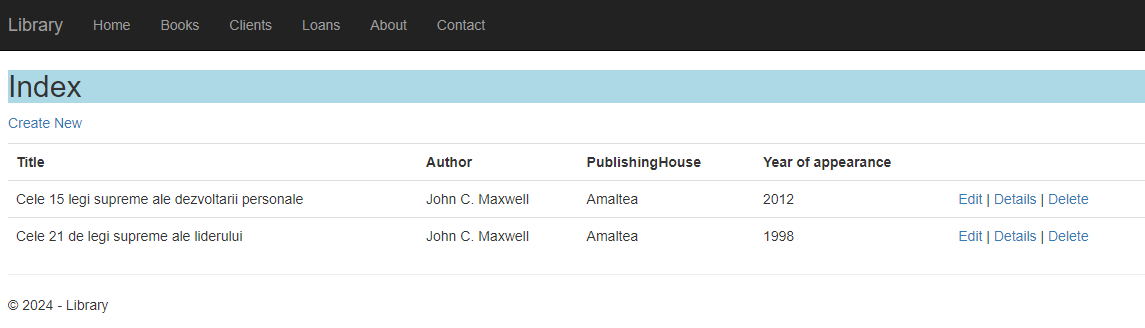 Library Home Books Clients Loans About Contact
Index
Create New
Title Author PublishingHouse Year of appearance
Cele 15 legi supreme ale dezvoltarii personale John C. Maxwell Amaltea 2012 Edit | Details | Delete
Cele 21 de legi supreme ale liderului John C. Maxwell Amaltea 1998 Edit | Details | Delete
© 2024 - Library